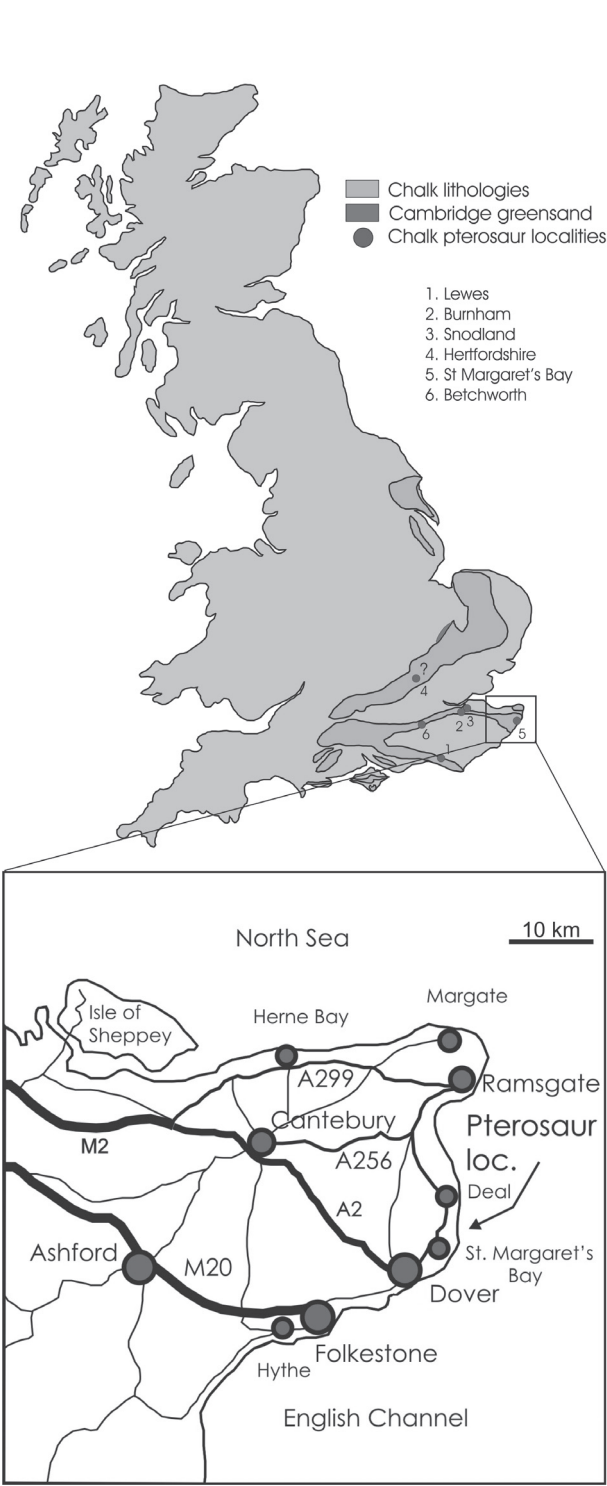 Chalk lithologies
Cambridge greensand
Chalk pterosaur localities
1. Lewes
2. Burnham
3. Snodland
4. Hertfordshire
5. St Margaret's Bay
6. Betchworth
?
4
6
2
3
5
1
10 km
North Sea
Isle of
Sheppey
Herne Bay
Margate
A299
Ramsgate
Cantebury
Pterosaur
loc.
M2
A256
Deal
A2
Ashford
M20
St. Margaret's
Bay
Dover
Folkestone
Hythe
English Channel